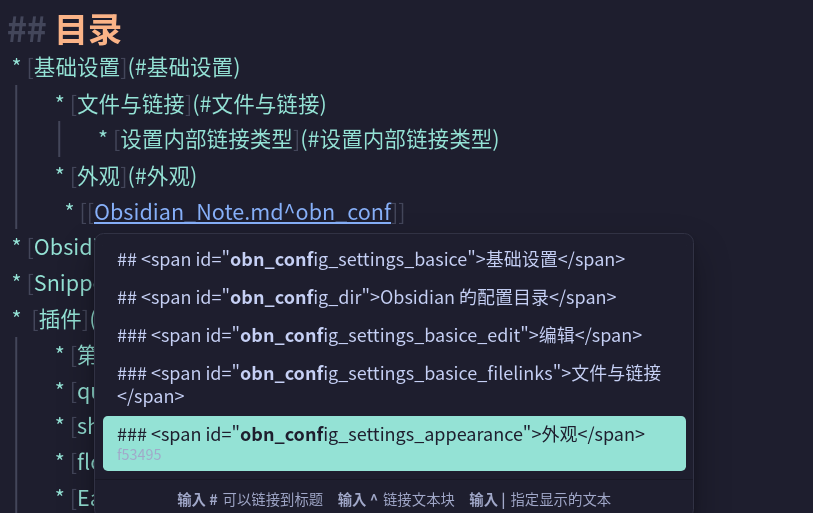 ## 目录
* [基础设置](#基础设置)
* [文件与链接](#文件与链接)
* [设置内部链接类型](#设置内部链接类型)
* [外观](#外观)
* [[Obsidian_Note.md^obn_conf]]
* [Obsid
## <span id="obn_config_settings_basice">基础设置</span>
* [Snipp
## <span id="obn_config_dir">Obsidian 的配置目录</span>
* [插件](
### <span id="obn_config_settings_basice_edit">编辑</span>
* [第
### <span id="obn_config_settings_basice_filelinks">文件与链接
</span>
* [qu
* [sh
### <span id="obn_config_settings_appearance">外观</span>
f53495
* [flo
* [Ea
输入 # 可以链接到标题 输入 ^ 链接文本块 输入 | 指定显示的文本